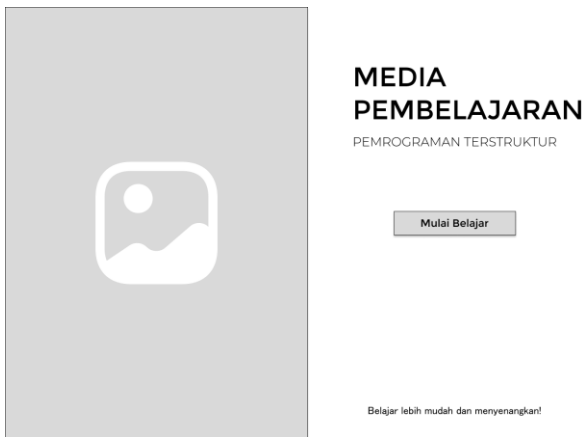 MEDIA
PEMBELAJARAN
PEMROGRAMAN TERSTRUKTUR
Mulai Belajar
Belajar lebih mudah dan menyenangkan!